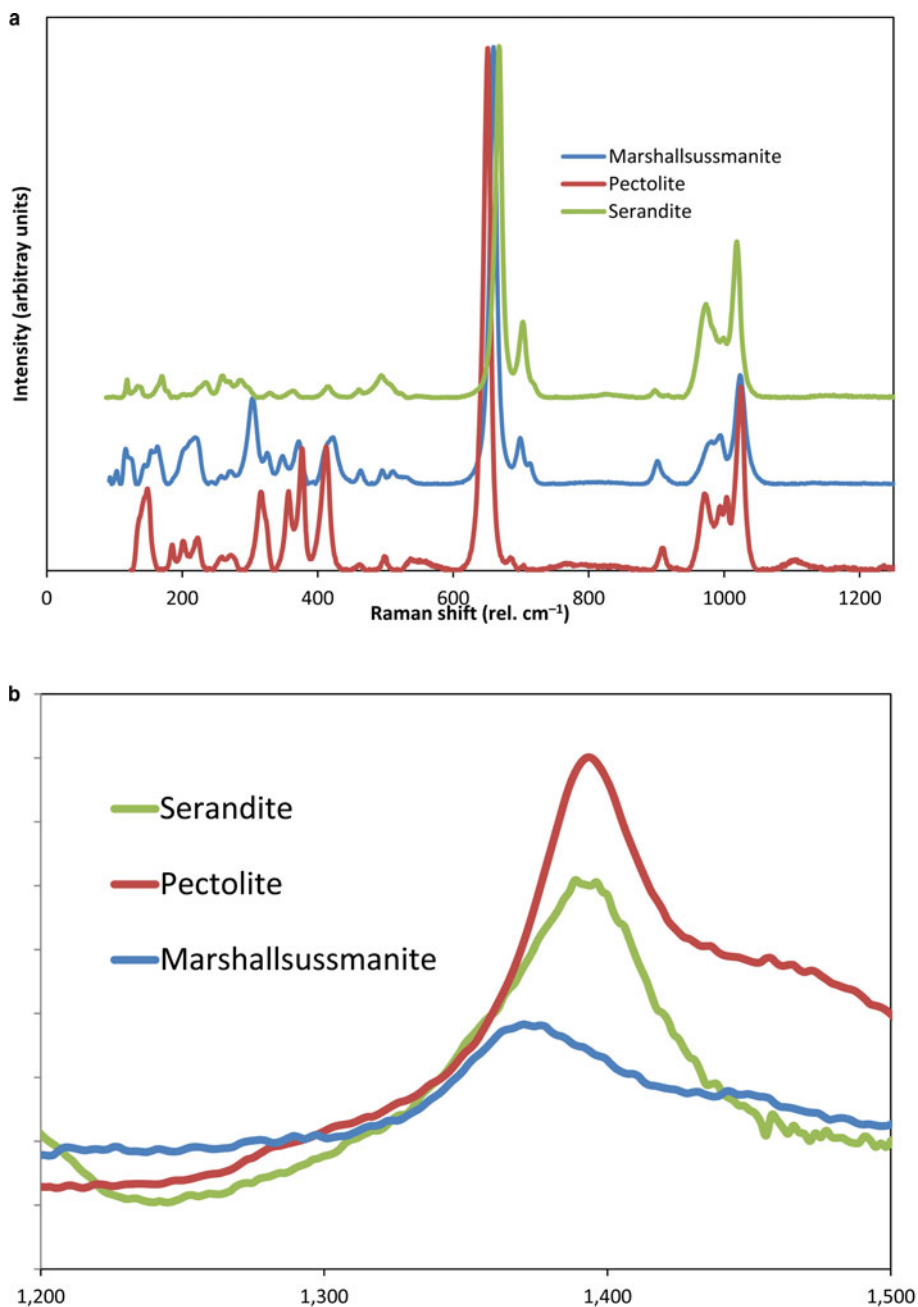 a
Intensity (arbitray units)
Marshallsussmanite
Pectolite
Serandite
0 200 400 600 800 1000 1200
Raman shift (rel. cm⁻¹)
b
Serandite
Pectolite
Marshallsussmanite
1,200 1,300 1,400 1,500